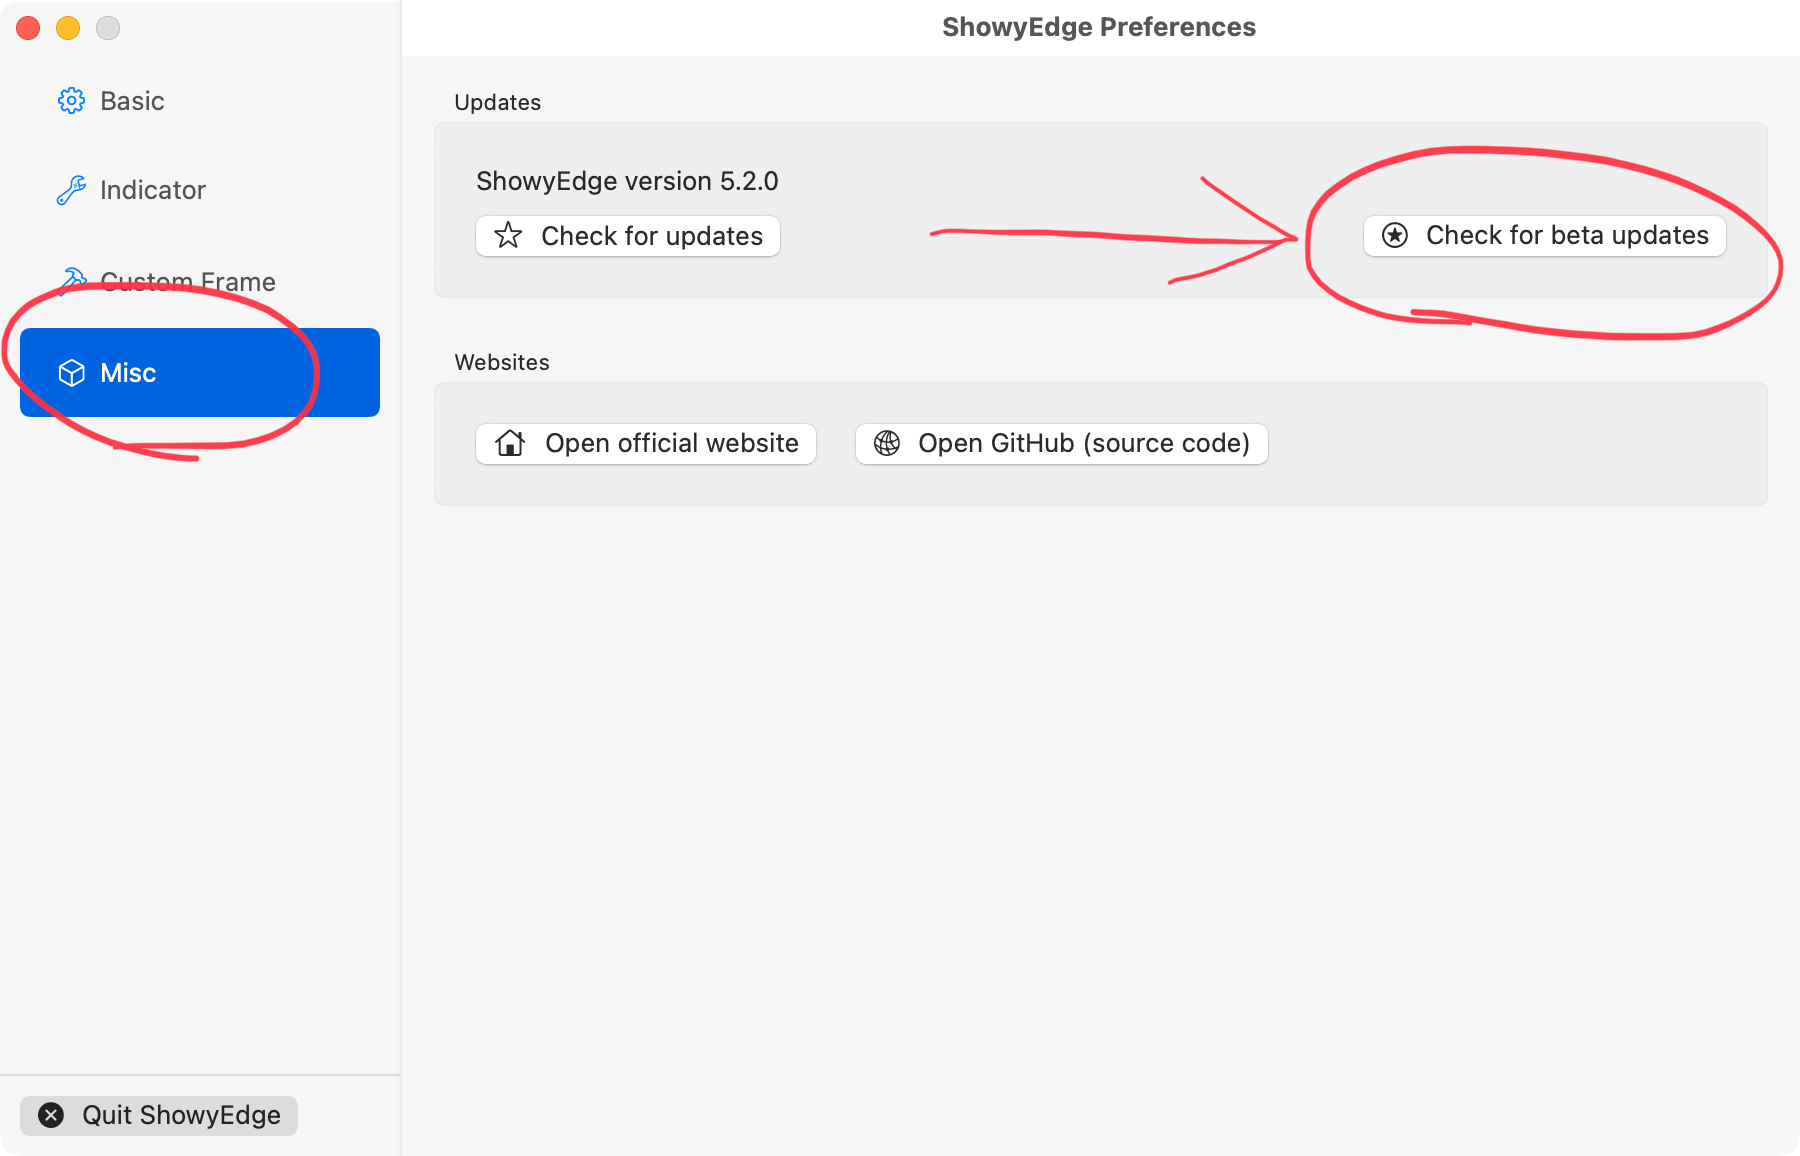 ShowyEdge Preferences
Basic
Indicator
Custom Frame
Misc
Quit ShowyEdge
Updates
ShowyEdge version 5.2.0
Check for updates
Check for beta updates
Websites
Open official website
Open GitHub (source code)